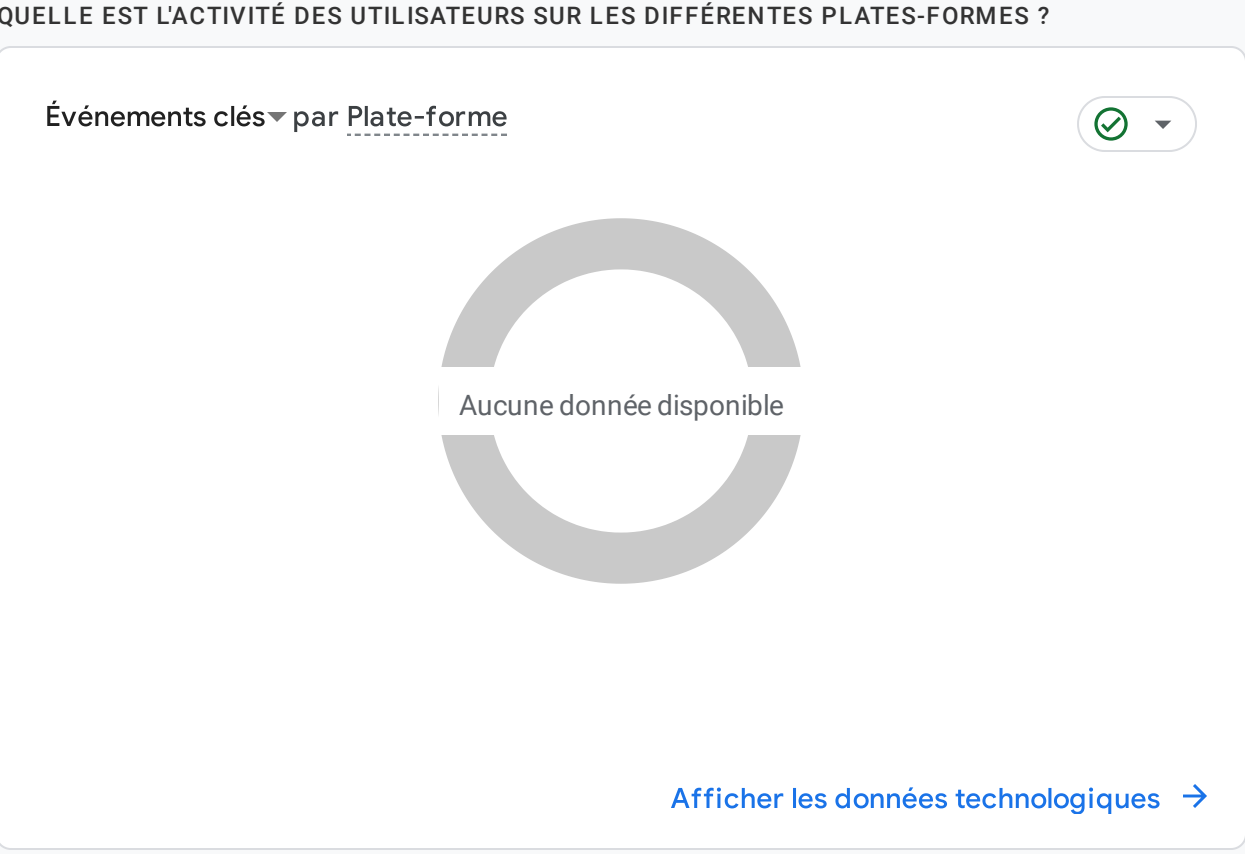 QUELLE EST L'ACTIVITÉ DES UTILISATEURS SUR LES DIFFÉRENTES PLATES-FORMES ?
Événements clés par Plate-forme
Aucune donnée disponible
Afficher les données technologiques